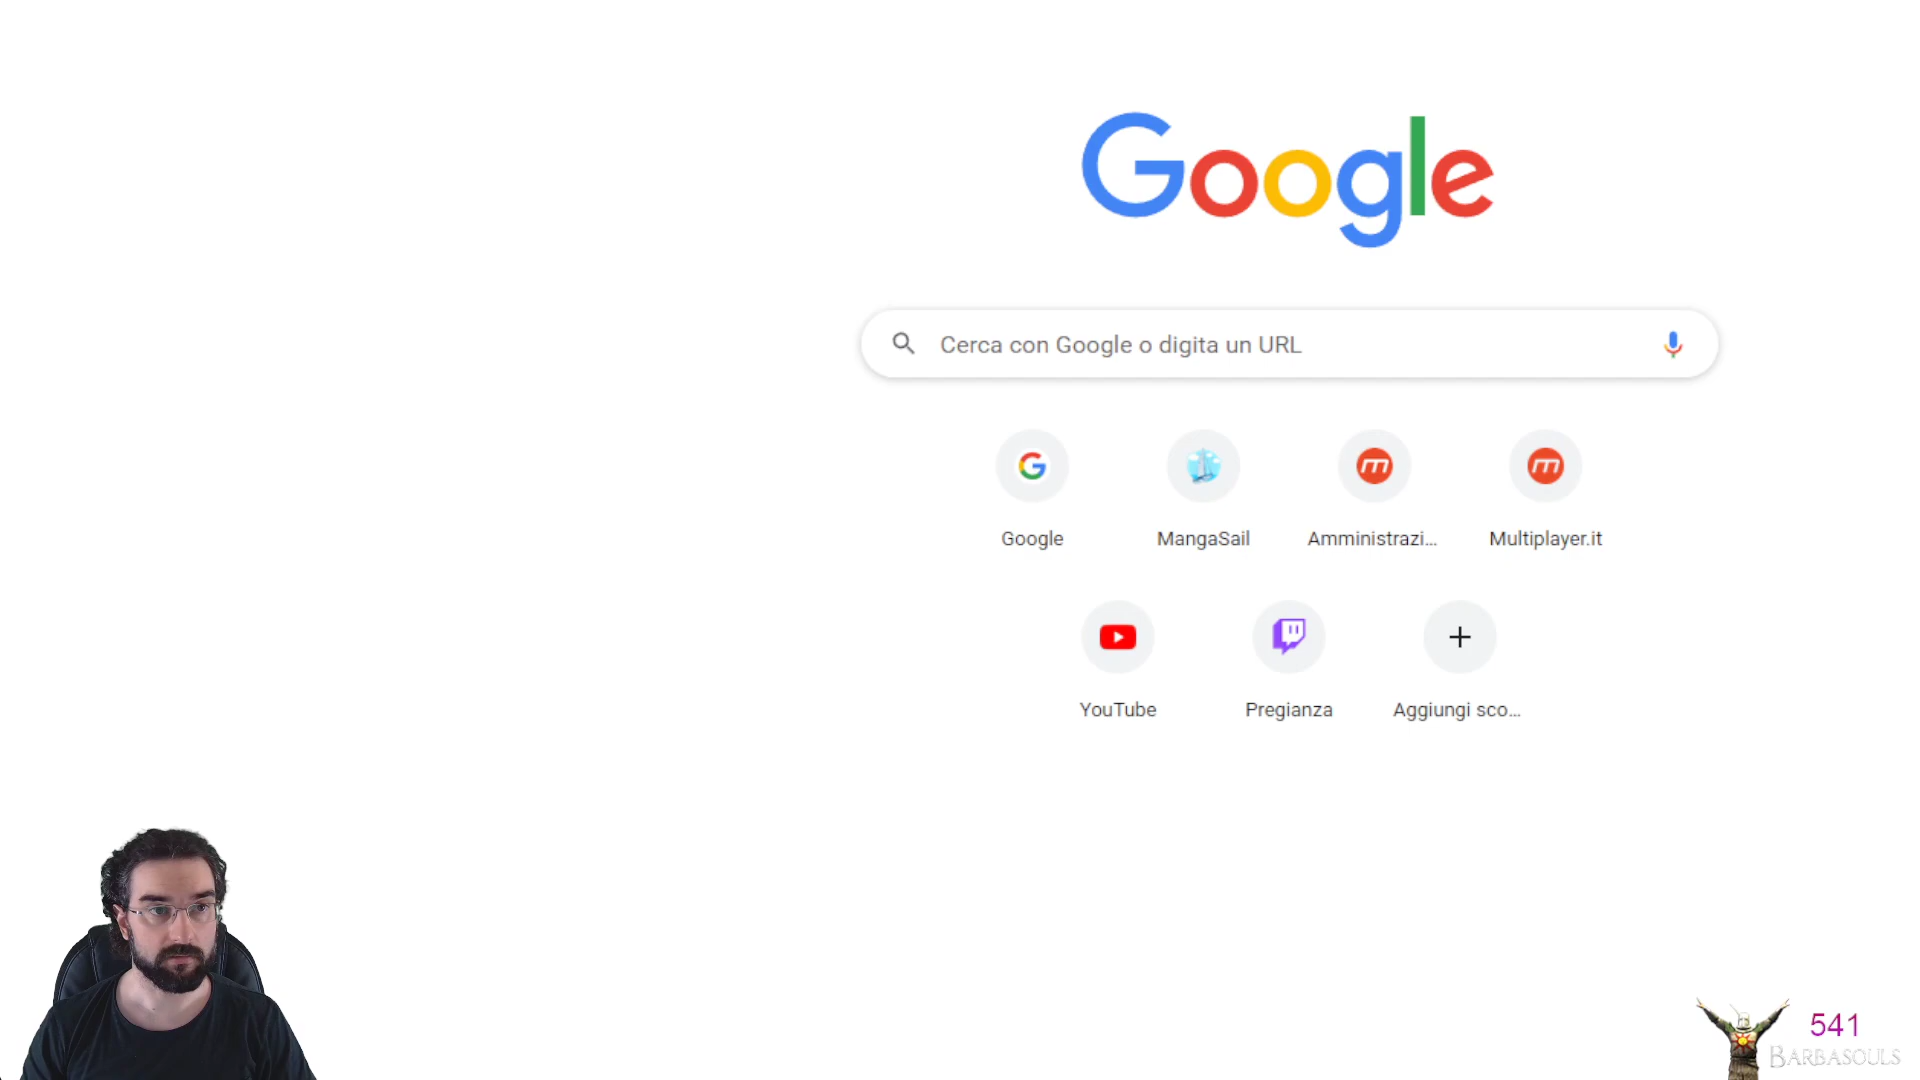 Google
Cerca con Google o digita un URL
Google
MangaSail
Amministrazi...
Multiplayer.it
YouTube
Pregianza
Aggiungi sco...
541
BARBASOULS